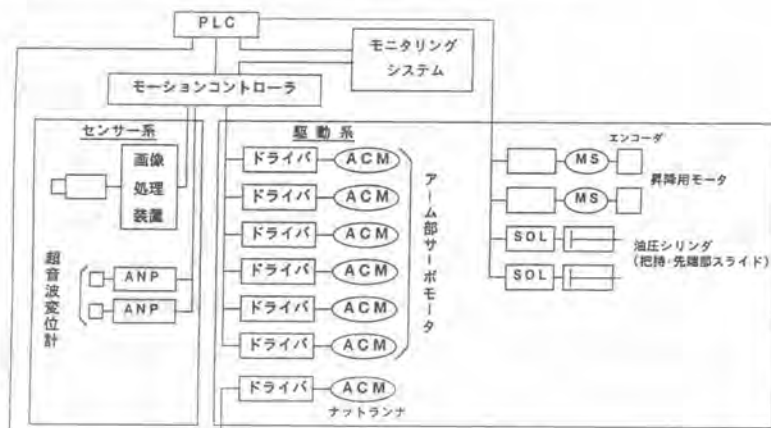 PLC
モニタリング
システム
モーションコントローラ
センサー系
画像
処理
装置
超音波変位計
ANP
ANP
駆動系
ドライバ ACM
ドライバ ACM
ドライバ ACM
ドライバ ACM
ドライバ ACM
ドライバ ACM
アーム部サーボモータ
ドライバ ACM
ナットランナ
エンコーダ
MS
MS
昇降用モータ
SOL
SOL
油圧シリンダ
(把持・先端部スライド)